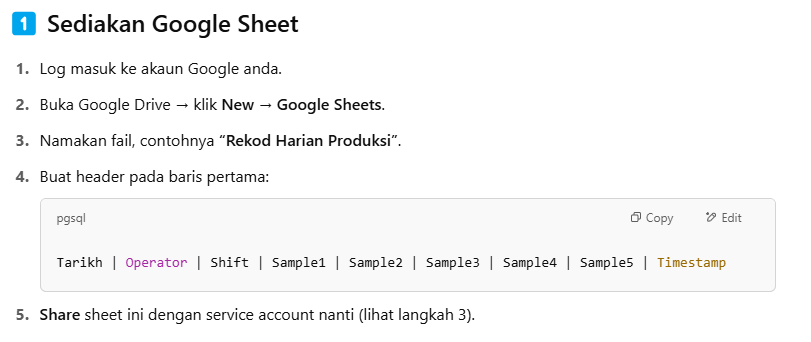 1 Sediakan Google Sheet
1. Log masuk ke akaun Google anda.
2. Buka Google Drive → klik New → Google Sheets.
3. Namakan fail, contohnya “Rekod Harian Produksi”.
4. Buat header pada baris pertama:
pgsql Copy Edit
Tarikh | Operator | Shift | Sample1 | Sample2 | Sample3 | Sample4 | Sample5 | Timestamp
5. Share sheet ini dengan service account nanti (lihat langkah 3).